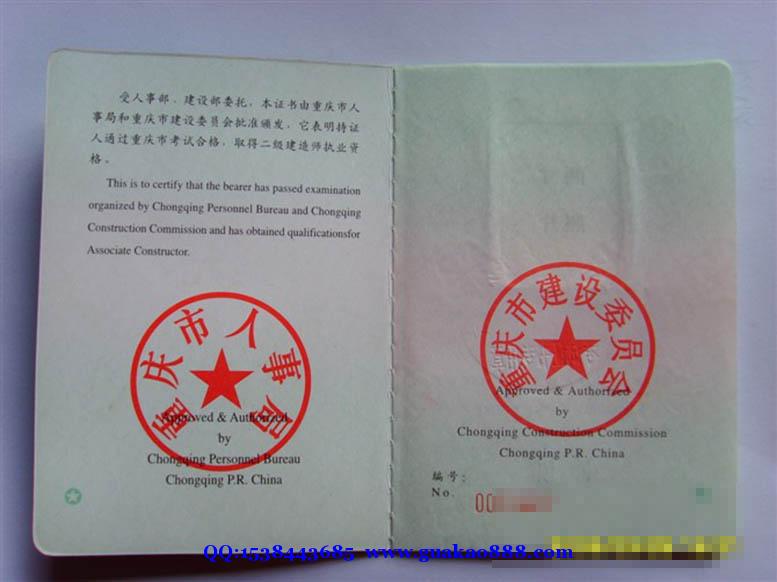 受人事部、建设部委托，本证书由重庆市人
事局和重庆市建设委员会批准颁发，它表明持证
人通过重庆市考试合格，取得二级建造师执业资
格。
This is to certify that the bearer has passed examination
organized by Chongqing Personnel Bureau and Chongqing
Construction Commission and has obtained qualificationsfor
Associate Constructor.
重庆市人事局
Approved & Authorized
by
Chongqing Personnel Bureau
Chongqing P.R. China
重庆市建设委员会
Approved & Authorized
by
Chongqing Construction Commission
Chongqing P.R. China
编号：
No. 00
QQ:1538443685 www.guakao888.com